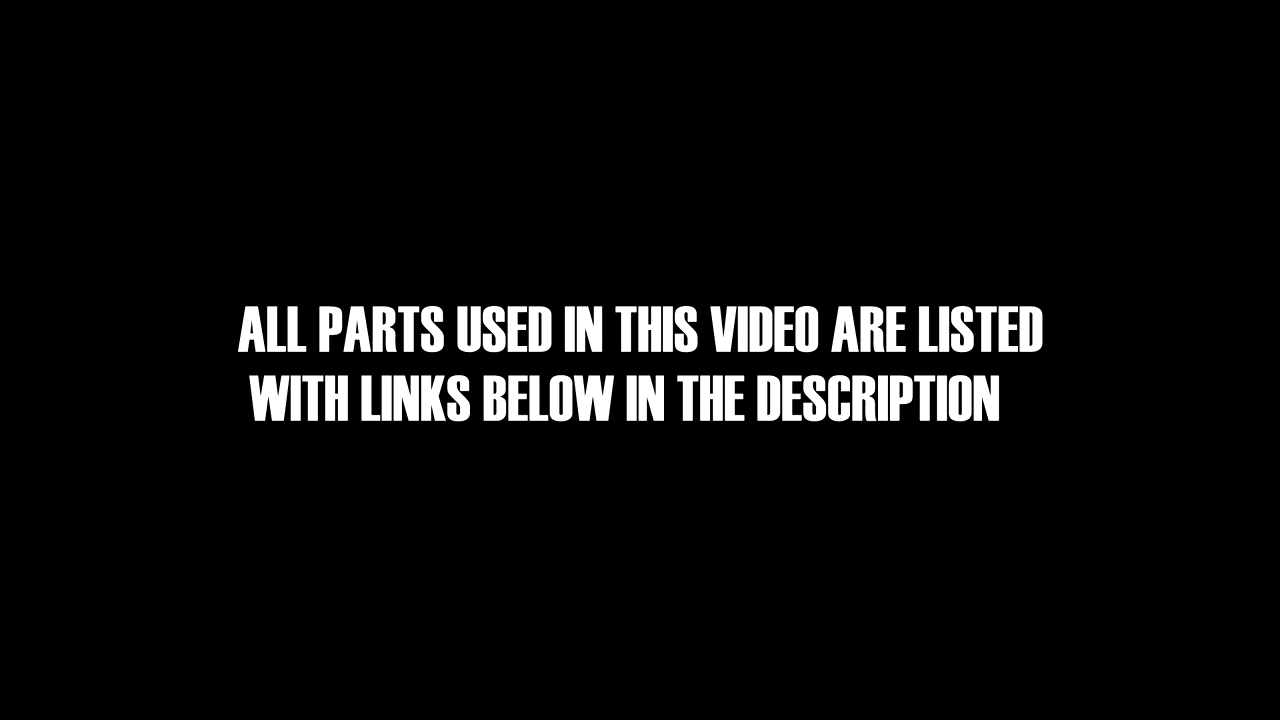 ALL PARTS USED IN THIS VIDEO ARE LISTED
WITH LINKS BELOW IN THE DESCRIPTION